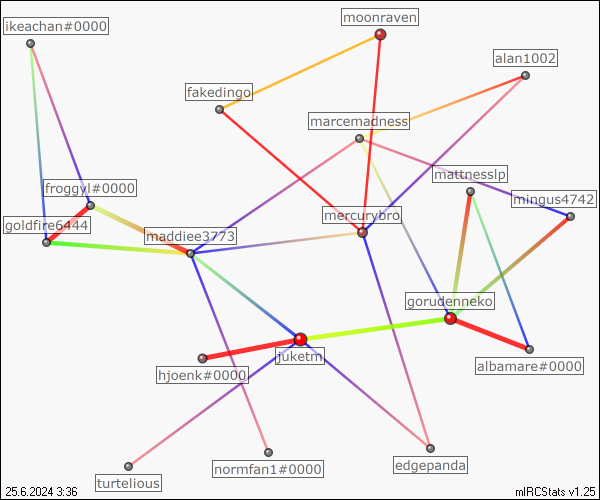 ikeachan#0000
moonraven
alan1002
fakedingo
marcemadness
mattnesslp
froggyl#0000
mingus4742
goldfire6444
mercurybro
maddiee3773
gorudenneko
juketm
albamare#0000
hjoenk#0000
edgepanda
normfan1#0000
turtelious
25.6.2024 3:36
mIRCStats v1.25